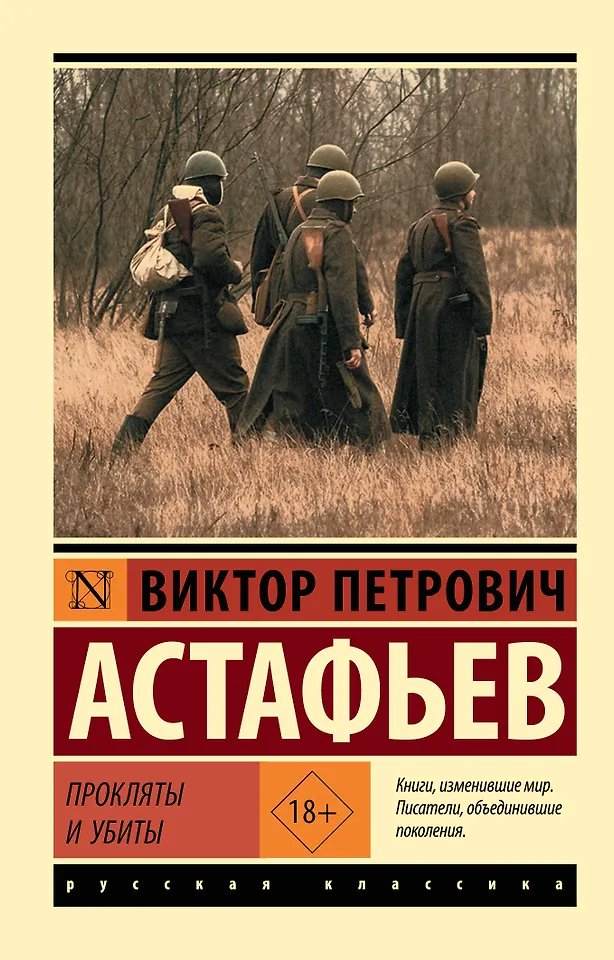 N
ВИКТОР ПЕТРОВИЧ
АСТАФЬЕВ
ПРОКЛЯТЫ
И УБИТЫ
18+
Книги, изменившие мир.
Писатели, объединившие
поколения.
русская классика